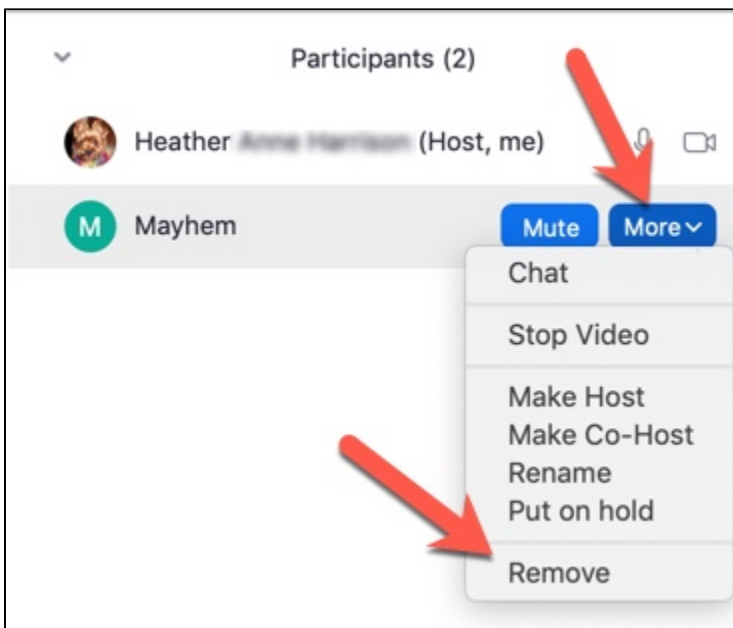 Participants (2)
Heather (Host, me)
M Mayhem Mute More
Chat
Stop Video
Make Host
Make Co-Host
Rename
Put on hold
Remove